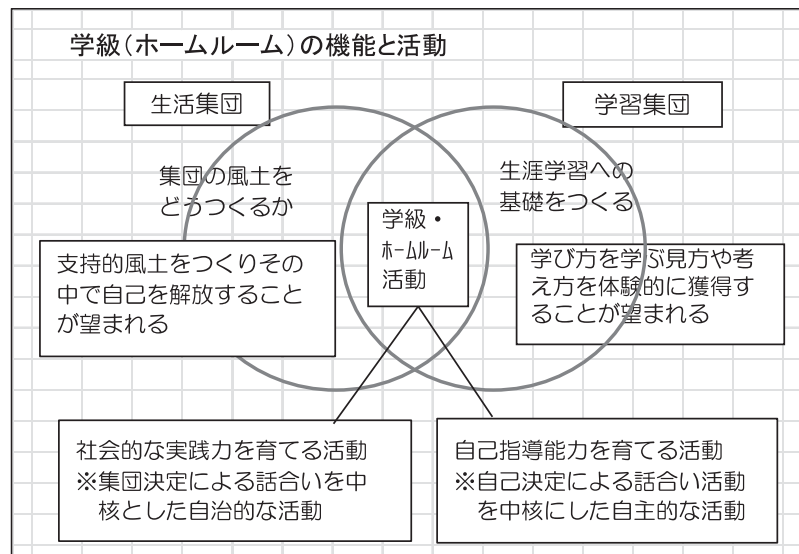 学級(ホームルーム)の機能と活動
生活集団
学習集団
集団の風土を
どうつくるか
生涯学習への
基礎をつくる
学級・
ホームルーム
活動
支持的風土をつくりその
中で自己を解放すること
が望まれる
学び方を学ぶ見方や考
え方を体験的に獲得す
ることが望まれる
社会的な実践力を育てる活動
※集団決定による話合いを中
核とした自治的な活動
自己指導能力を育てる活動
※自己決定による話合い活動
を中核にした自主的な活動